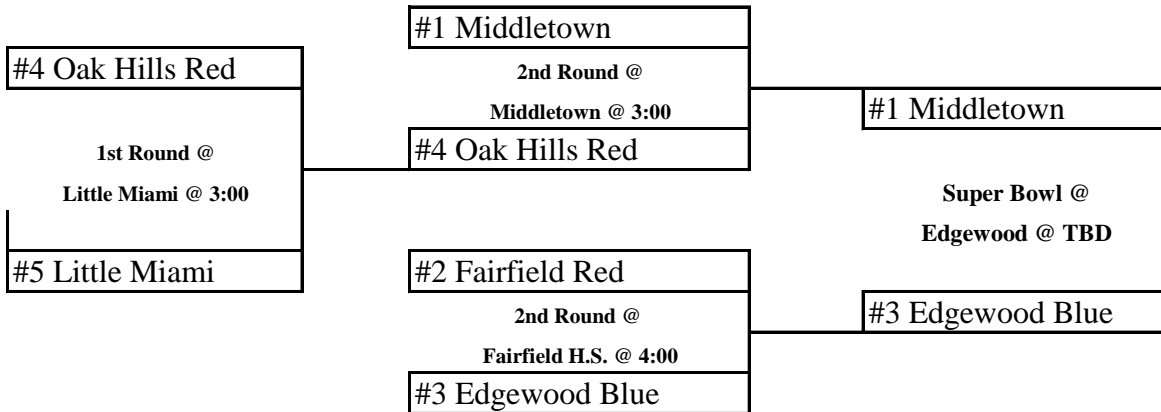 #4 Oak Hills Red
1st Round @
Little Miami @ 3:00
#5 Little Miami
#1 Middletown
2nd Round @
Middletown @ 3:00
#4 Oak Hills Red
#2 Fairfield Red
2nd Round @
Fairfield H.S. @ 4:00
#3 Edgewood Blue
#1 Middletown
Super Bowl @
Edgewood @ TBD
#3 Edgewood Blue